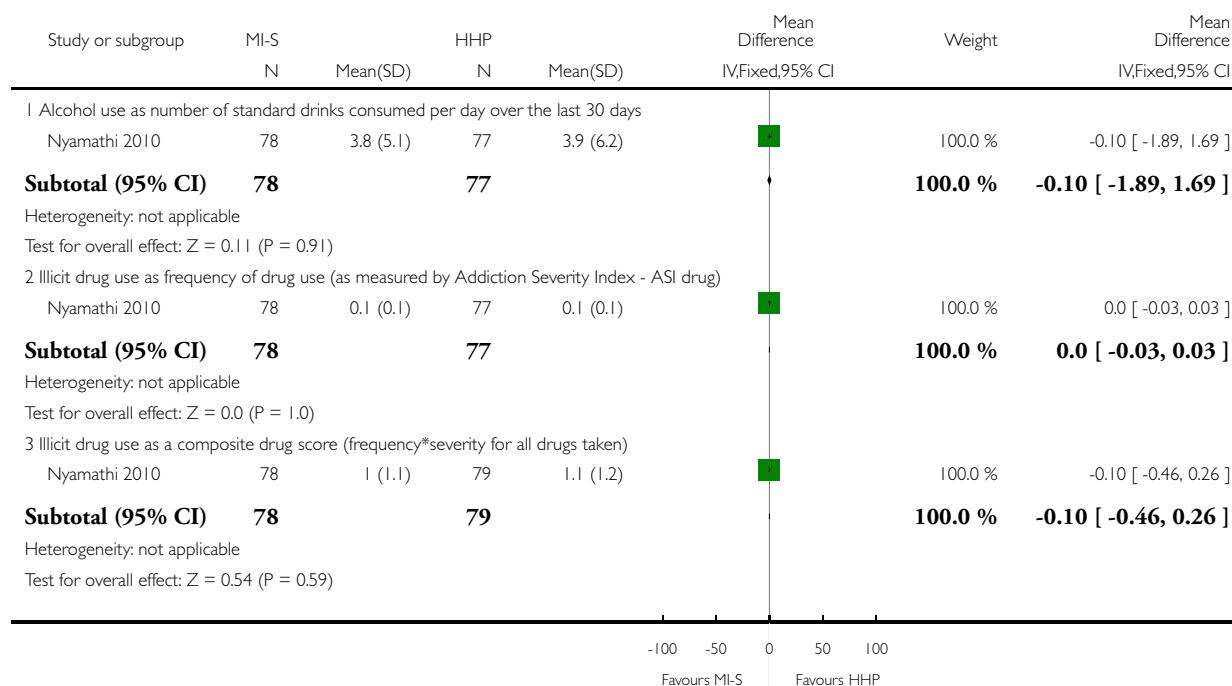 Mean Mean
Study or subgroup MI-S HHP Difference Weight Difference
N Mean(SD) N Mean(SD) IV,Fixed,95% CI IV,Fixed,95% CI
1 Alcohol use as number of standard drinks consumed per day over the last 30 days
Nyamathi 2010 78 3.8 (5.1) 77 3.9 (6.2) 100.0 % -0.10 [ -1.89, 1.69 ]
Subtotal (95% CI) 78 77 100.0 % -0.10 [ -1.89, 1.69 ]
Heterogeneity: not applicable
Test for overall effect: Z = 0.11 (P = 0.91)
2 Illicit drug use as frequency of drug use (as measured by Addiction Severity Index - ASI drug)
Nyamathi 2010 78 0.1 (0.1) 77 0.1 (0.1) 100.0 % 0.0 [ -0.03, 0.03 ]
Subtotal (95% CI) 78 77 100.0 % 0.0 [ -0.03, 0.03 ]
Heterogeneity: not applicable
Test for overall effect: Z = 0.0 (P = 1.0)
3 Illicit drug use as a composite drug score (frequency*severity for all drugs taken)
Nyamathi 2010 78 1 (1.1) 79 1.1 (1.2) 100.0 % -0.10 [ -0.46, 0.26 ]
Subtotal (95% CI) 78 79 100.0 % -0.10 [ -0.46, 0.26 ]
Heterogeneity: not applicable
Test for overall effect: Z = 0.54 (P = 0.59)
-100 -50 0 50 100
Favours MI-S Favours HHP